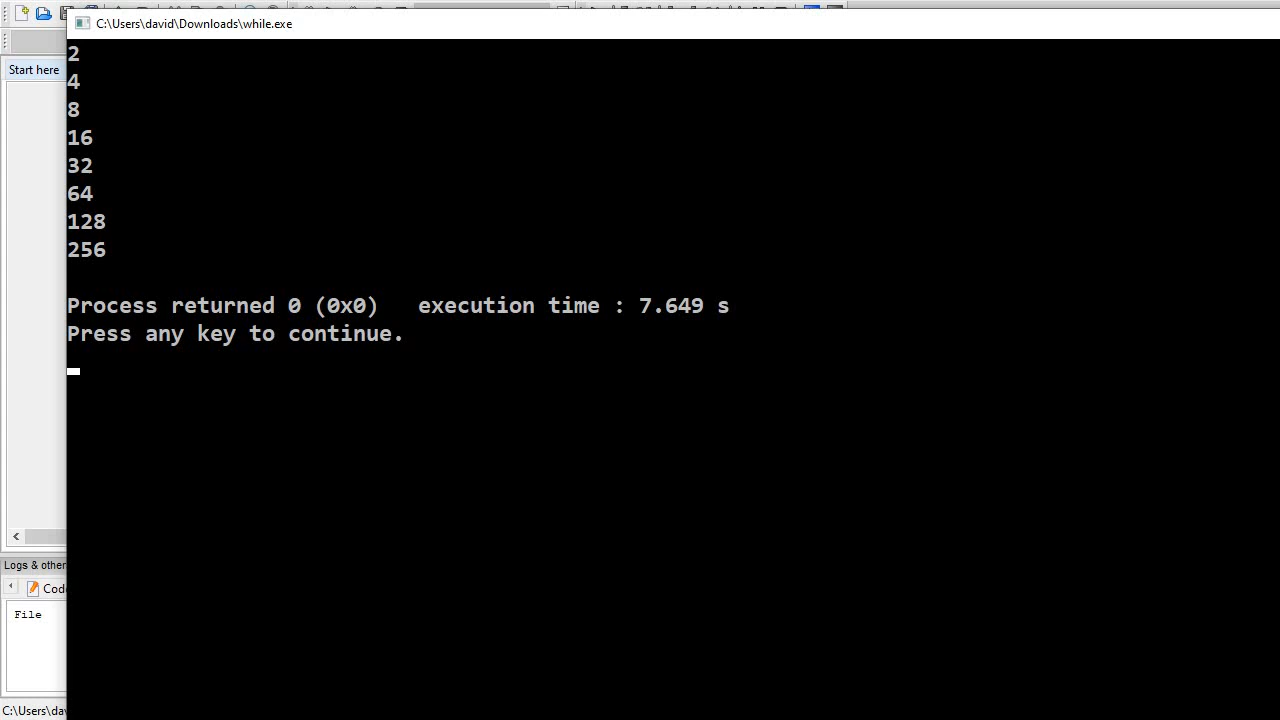 C:\Users\david\Downloads\while.exe
Start here
2
4
8
16
32
64
128
256
Process returned 0 (0x0)   execution time : 7.649 s
Press any key to continue.
Logs & other
File